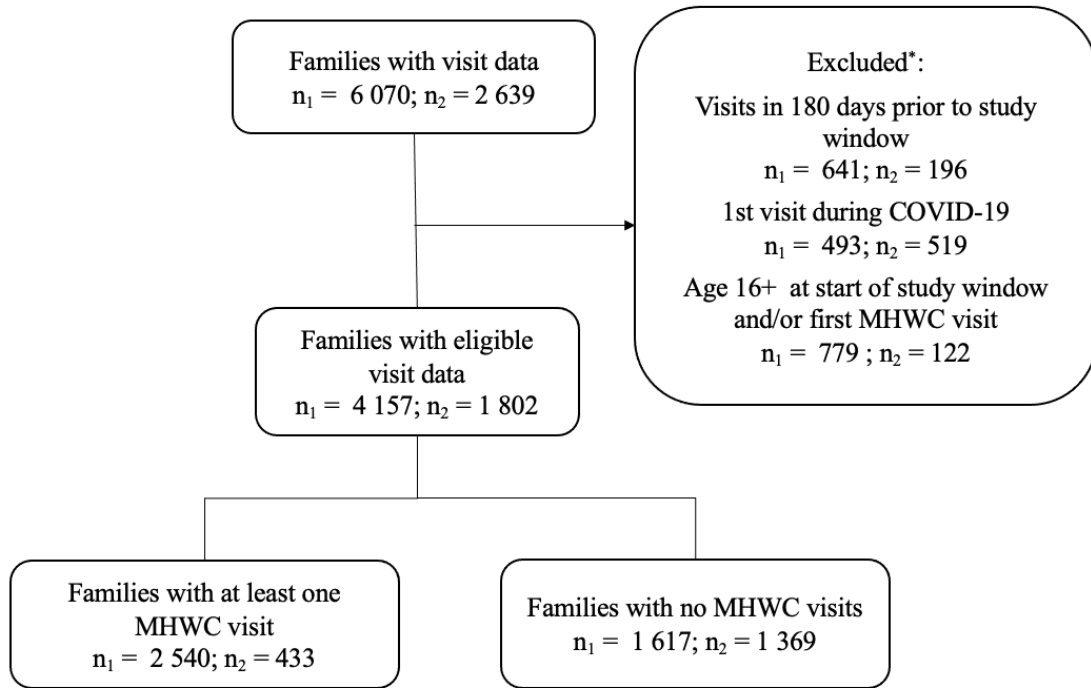 Families with visit data
n₁ = 6 070; n₂ = 2 639
Excluded*:
Visits in 180 days prior to study
window
n₁ = 641; n₂ = 196
1st visit during COVID-19
n₁ = 493; n₂ = 519
Age 16+ at start of study window
and/or first MHWC visit
n₁ = 779 ; n₂ = 122
Families with eligible
visit data
n₁ = 4 157; n₂ = 1 802
Families with at least one
MHWC visit
n₁ = 2 540; n₂ = 433
Families with no MHWC visits
n₁ = 1 617; n₂ = 1 369